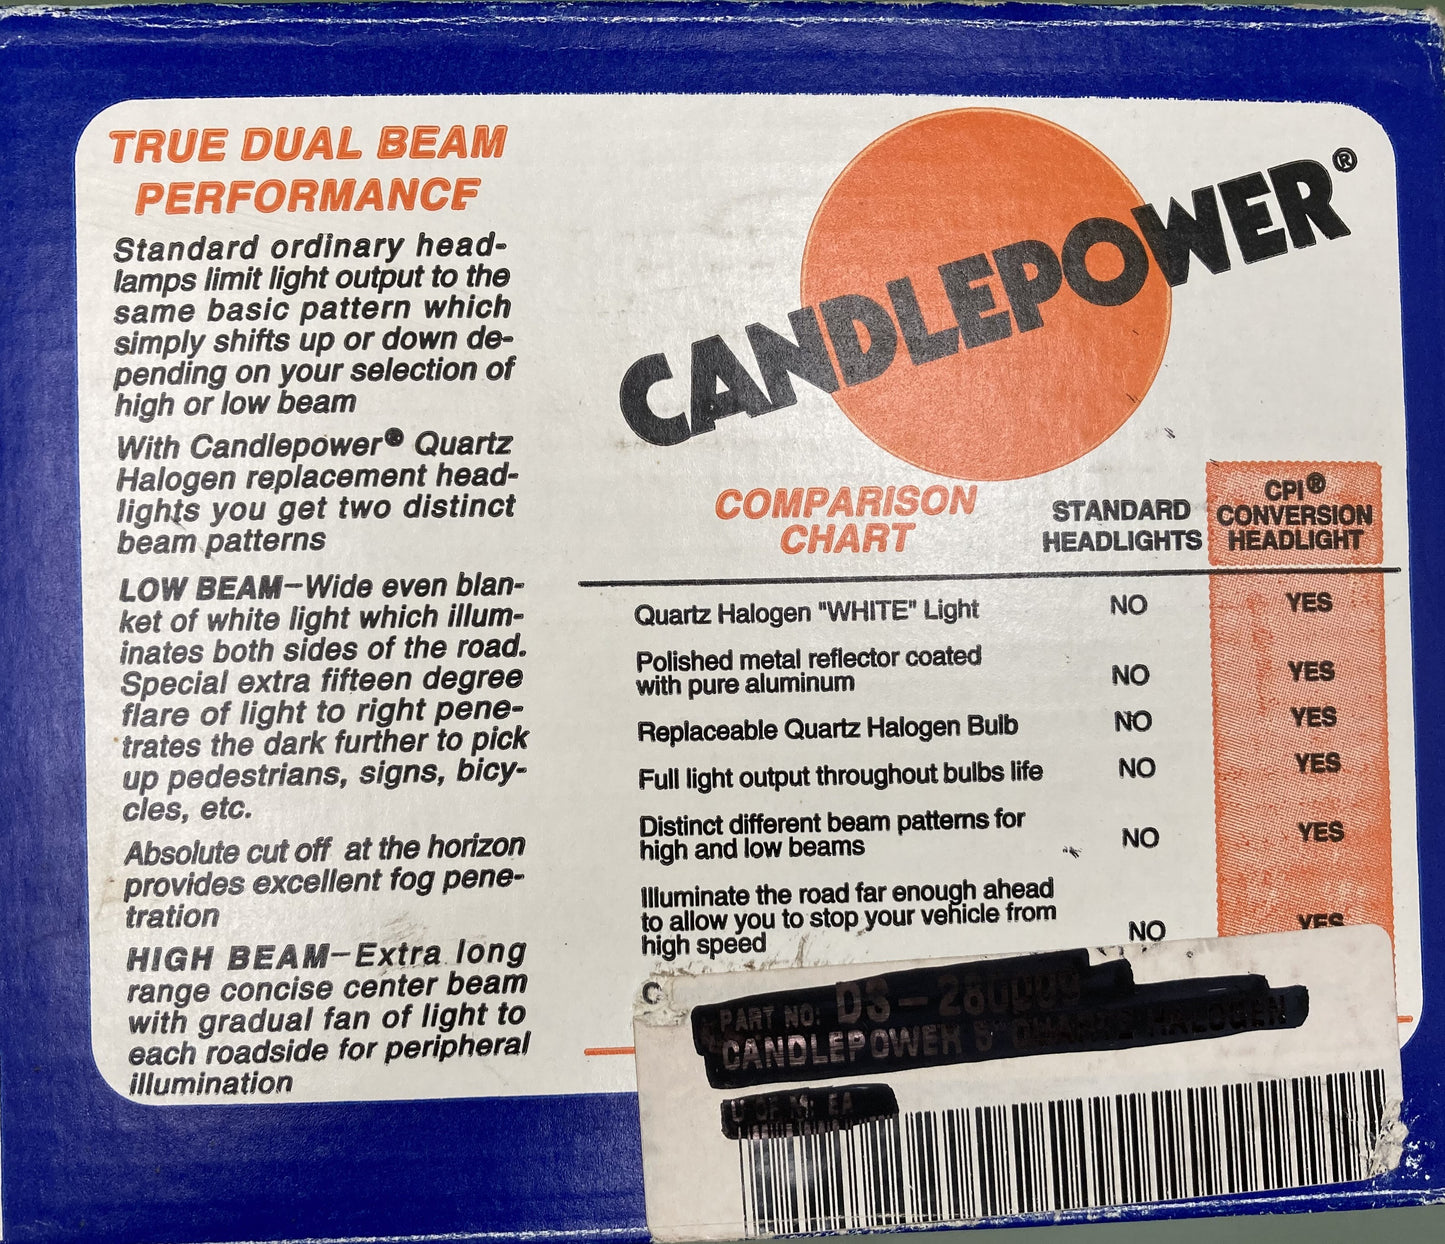 TRUE DUAL BEAM
PERFORMANCE
Standard ordinary head-
lamps limit light output to the
same basic pattern which
simply shifts up or down de-
pending on your selection of
high or low beam
With Candlepower® Quartz
Halogen replacement head-
lights you get two distinct
beam patterns
LOW BEAM—Wide even blan-
ket of white light which illum-
inates both sides of the road.
Special extra fifteen degree
flare of light to right pene-
trates the dark further to pick
up pedestrians, signs, bicy-
cles, etc.
Absolute cut off at the horizon
provides excellent fog pene-
tration
HIGH BEAM—Extra long
range concise center beam
with gradual fan of light to
each roadside for peripheral
illumination
CANDLEPOWER®
COMPARISON
CHART
STANDARD
HEADLIGHTS
CPI®
CONVERSION
HEADLIGHT
Quartz Halogen "WHITE" Light NO YES
Polished metal reflector coated
with pure aluminum NO YES
Replaceable Quartz Halogen Bulb NO YES
Full light output throughout bulbs life NO YES
Distinct different beam patterns for
high and low beams NO YES
Illuminate the road far enough ahead
to allow you to stop your vehicle from
high speed NO YES
C
PART NO: DS-280009
CANDLEPOWER 5" QUARTZ HALOGEN
U OF M: EA